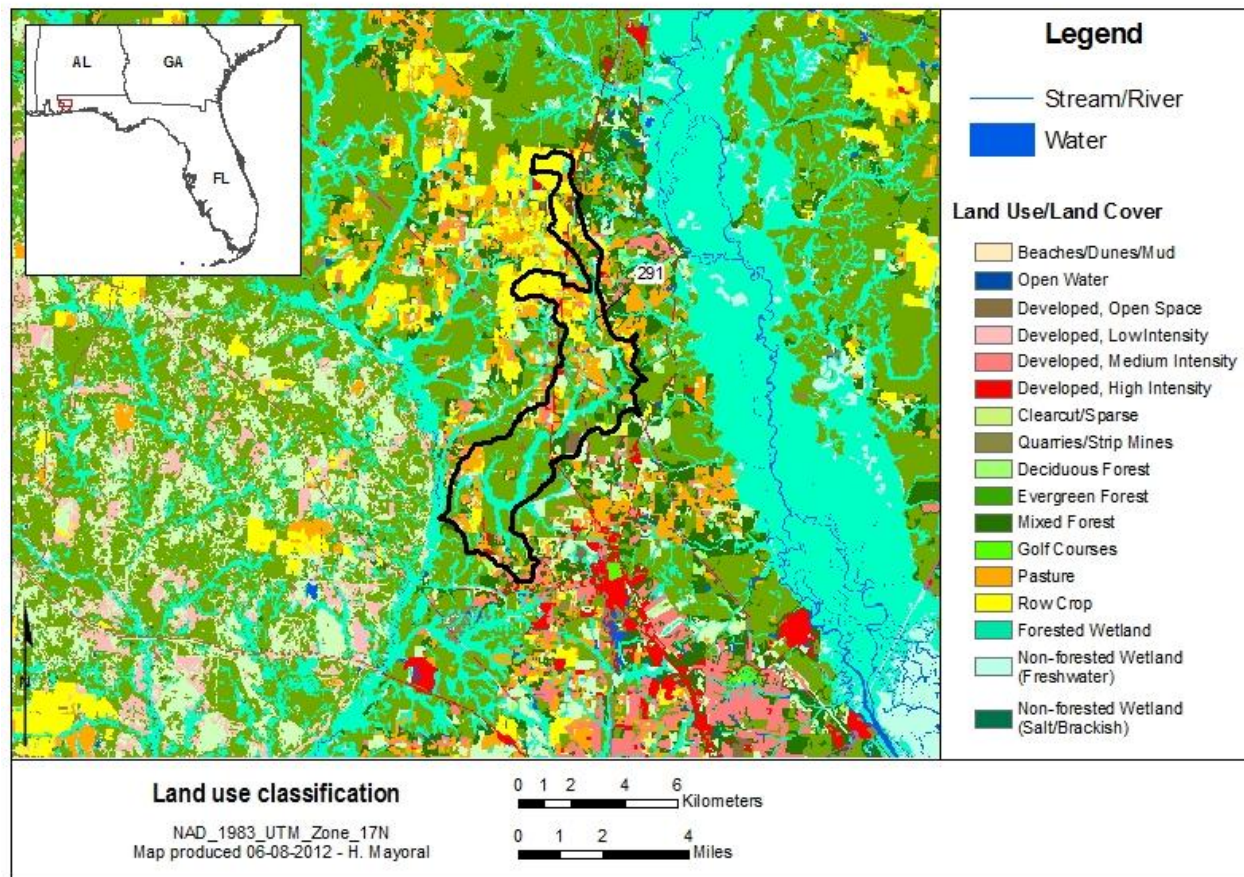 AL
GA
FL
291
N
Legend
Stream/River
Water
Land Use/Land Cover
Beaches/Dunes/Mud
Open Water
Developed, Open Space
Developed, Low Intensity
Developed, Medium Intensity
Developed, High Intensity
Clearcut/Sparse
Quarries/Strip Mines
Deciduous Forest
Evergreen Forest
Mixed Forest
Golf Courses
Pasture
Row Crop
Forested Wetland
Non-forested Wetland
(Freshwater)
Non-forested Wetland
(Salt/Brackish)
Land use classification
NAD_1983_UTM_Zone_17N
Map produced 06-08-2012 - H. Mayoral
0 1 2 4 6
Kilometers
0 1 2 4
Miles